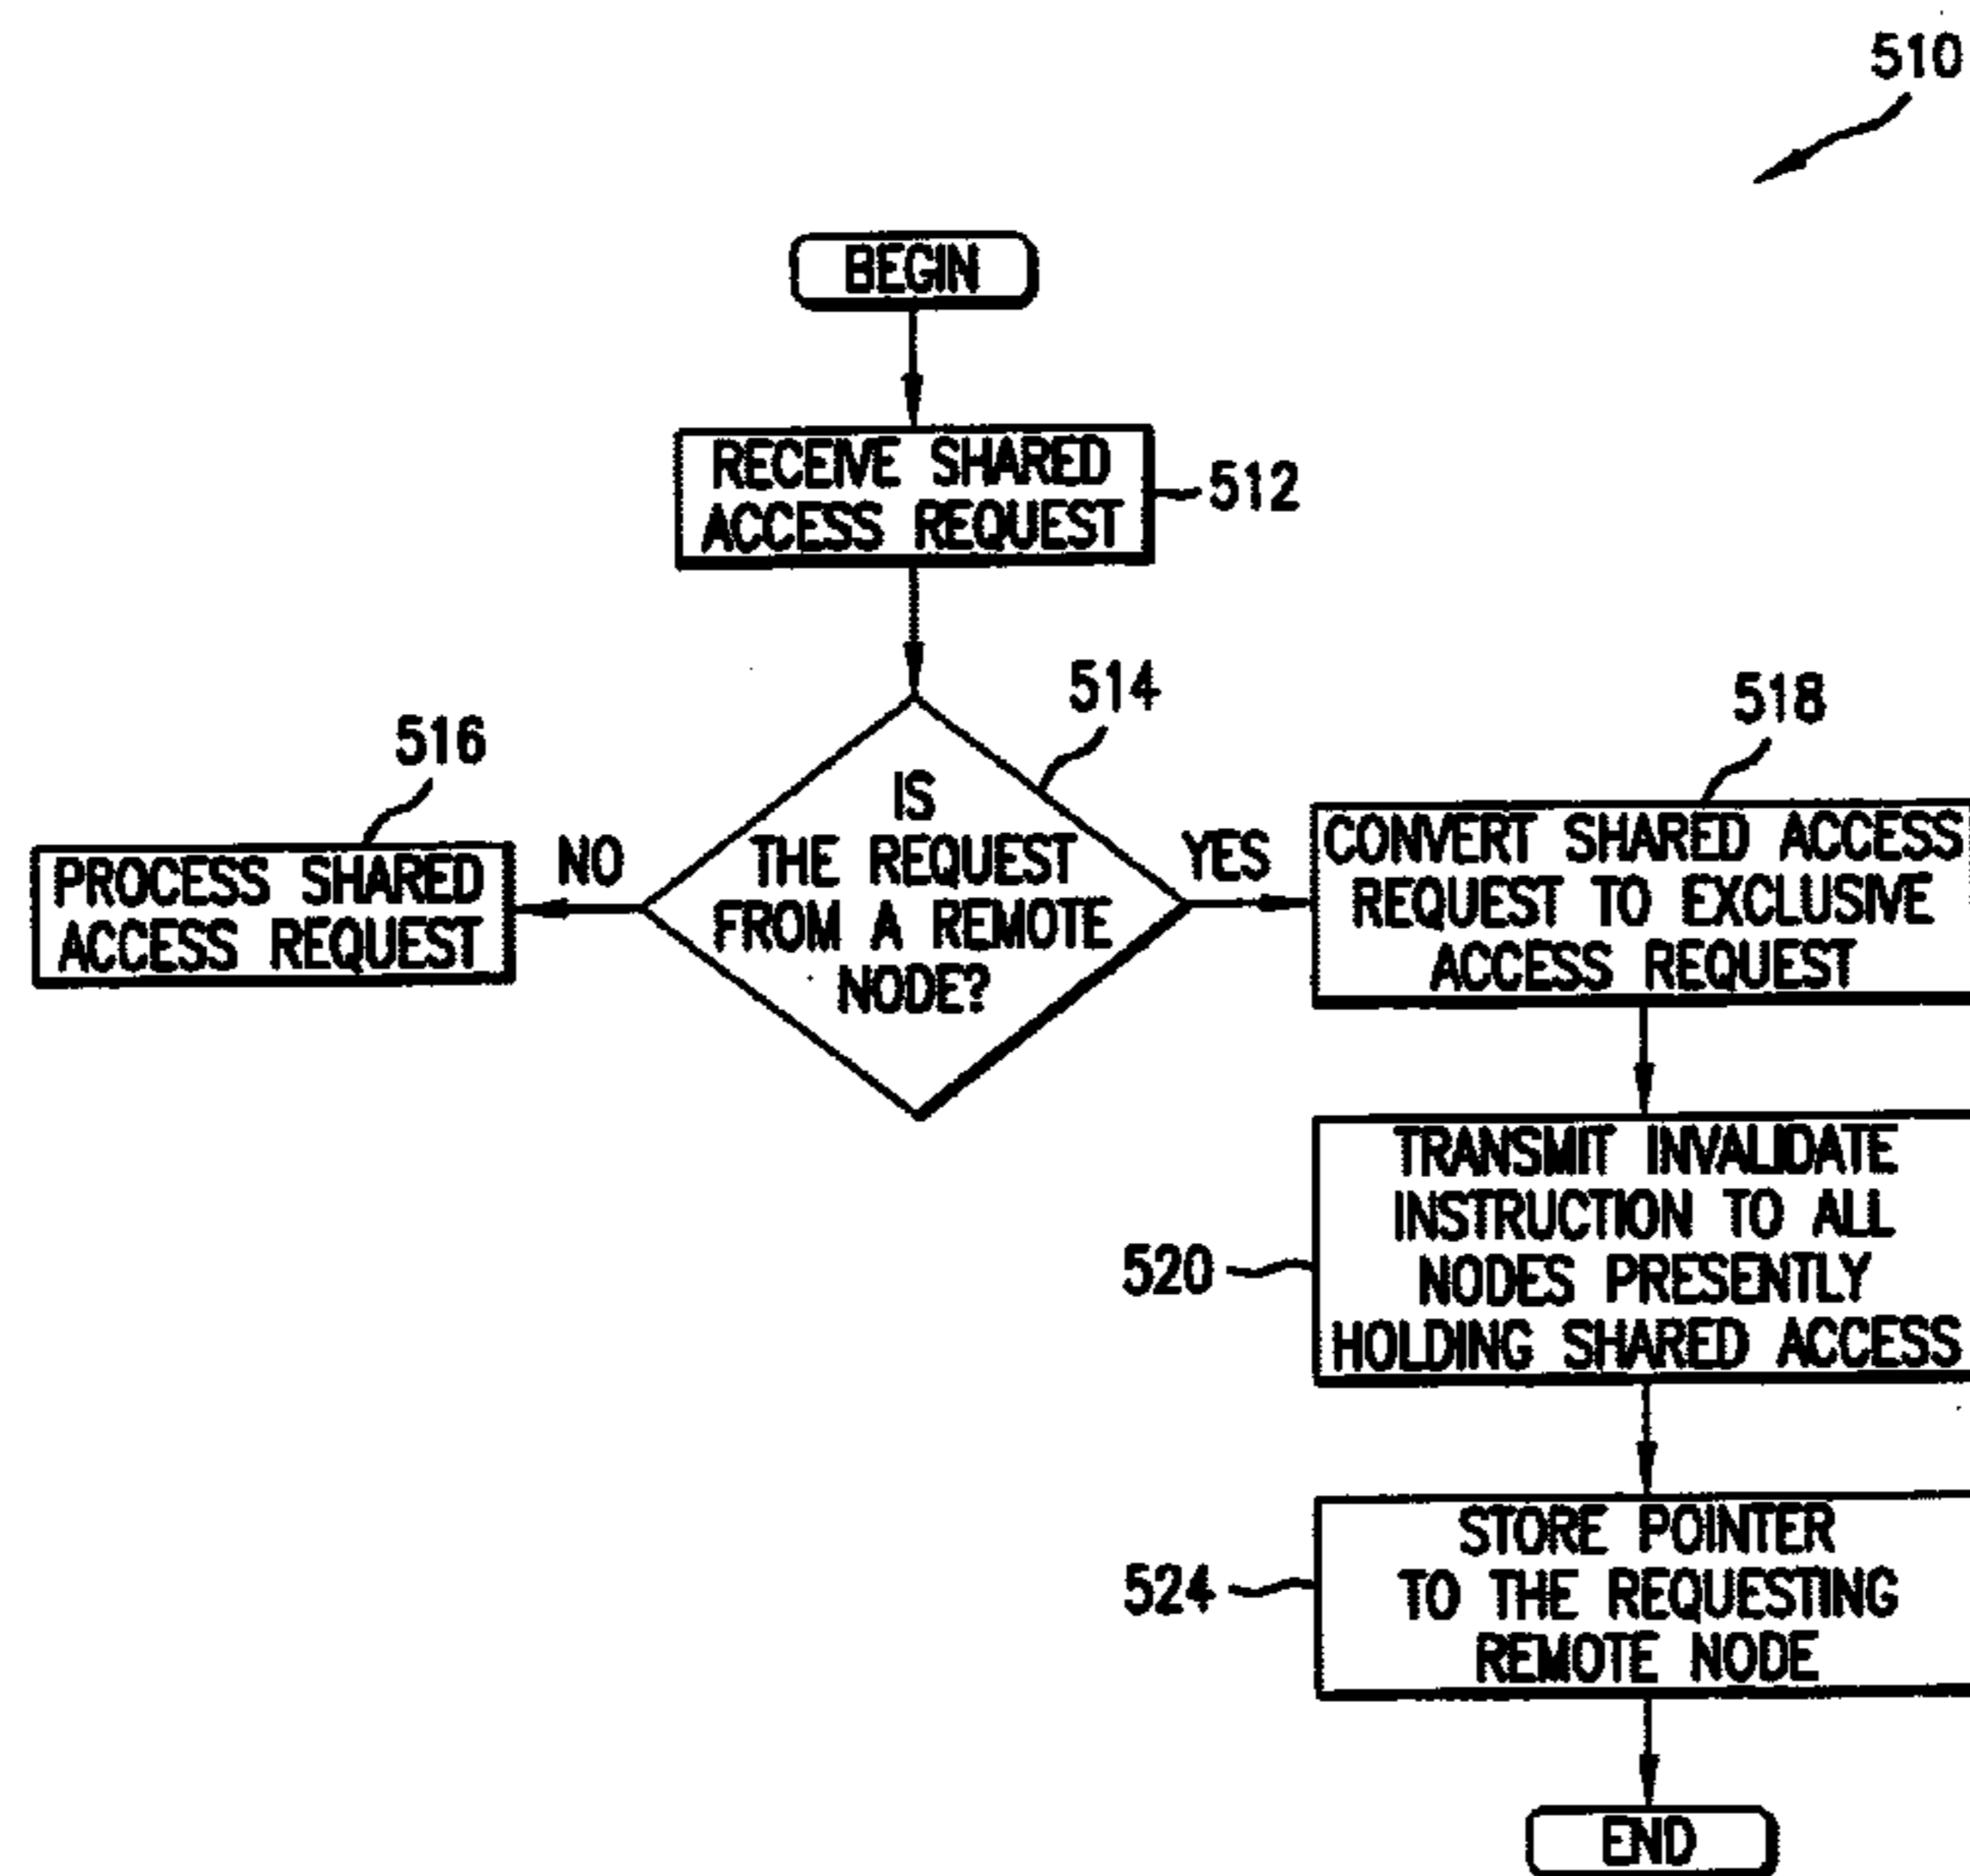 510
BEGIN
RECEIVE SHARED
ACCESS REQUEST
512
514
IS
THE REQUEST
FROM A REMOTE
NODE?
516
NO
PROCESS SHARED
ACCESS REQUEST
YES
518
CONVERT SHARED ACCESS
REQUEST TO EXCLUSIVE
ACCESS REQUEST
520
TRANSMIT INVALIDATE
INSTRUCTION TO ALL
NODES PRESENTLY
HOLDING SHARED ACCESS
524
STORE POINTER
TO THE REQUESTING
REMOTE NODE
END